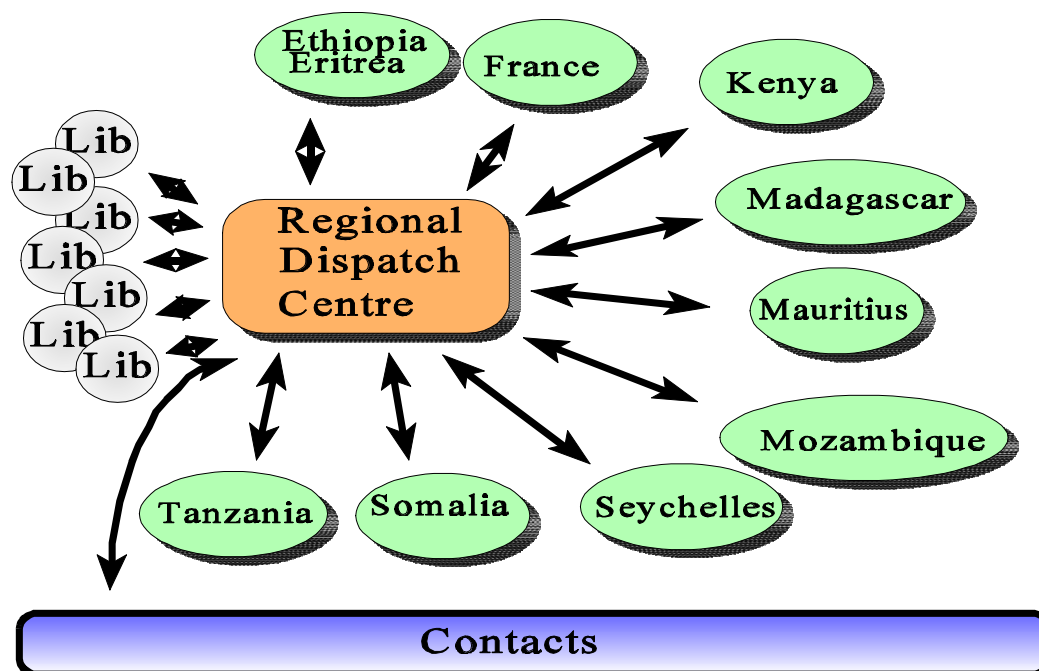 Ethiopia
Eritrea
France
Kenya
Lib
Lib
Lib
Lib
Lib
Lib
Lib
Regional
Dispatch
Centre
Madagascar
Mauritius
Mozambique
Tanzania
Somalia
Seychelles
Contacts